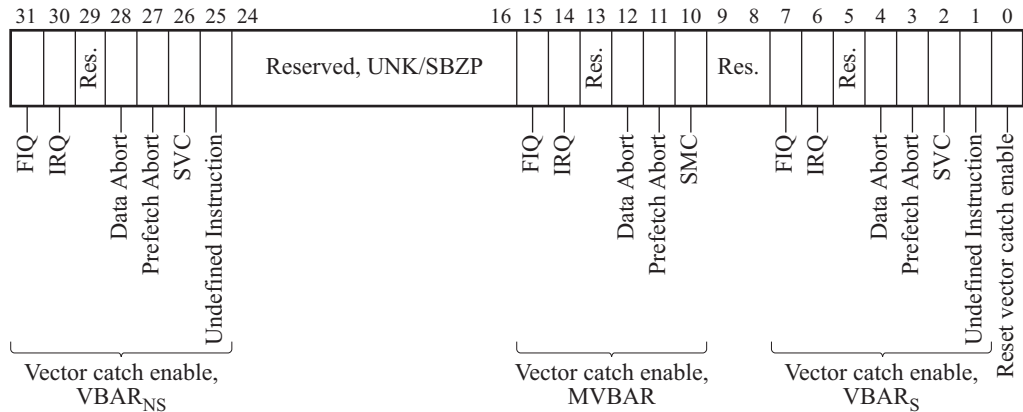 31 30 29 28 27 26 25 24 16 15 14 13 12 11 10 9 8 7 6 5 4 3 2 1 0
Res. Reserved, UNK/SBZP Res. Res. Res.
FIQ
IRQ
Data Abort
Prefetch Abort
SVC
Undefined Instruction
FIQ
IRQ
Data Abort
Prefetch Abort
SMC
FIQ
IRQ
Data Abort
Prefetch Abort
SVC
Undefined Instruction
Reset vector catch enable
Vector catch enable,
VBAR_NS
Vector catch enable,
MVBAR
Vector catch enable,
VBAR_S